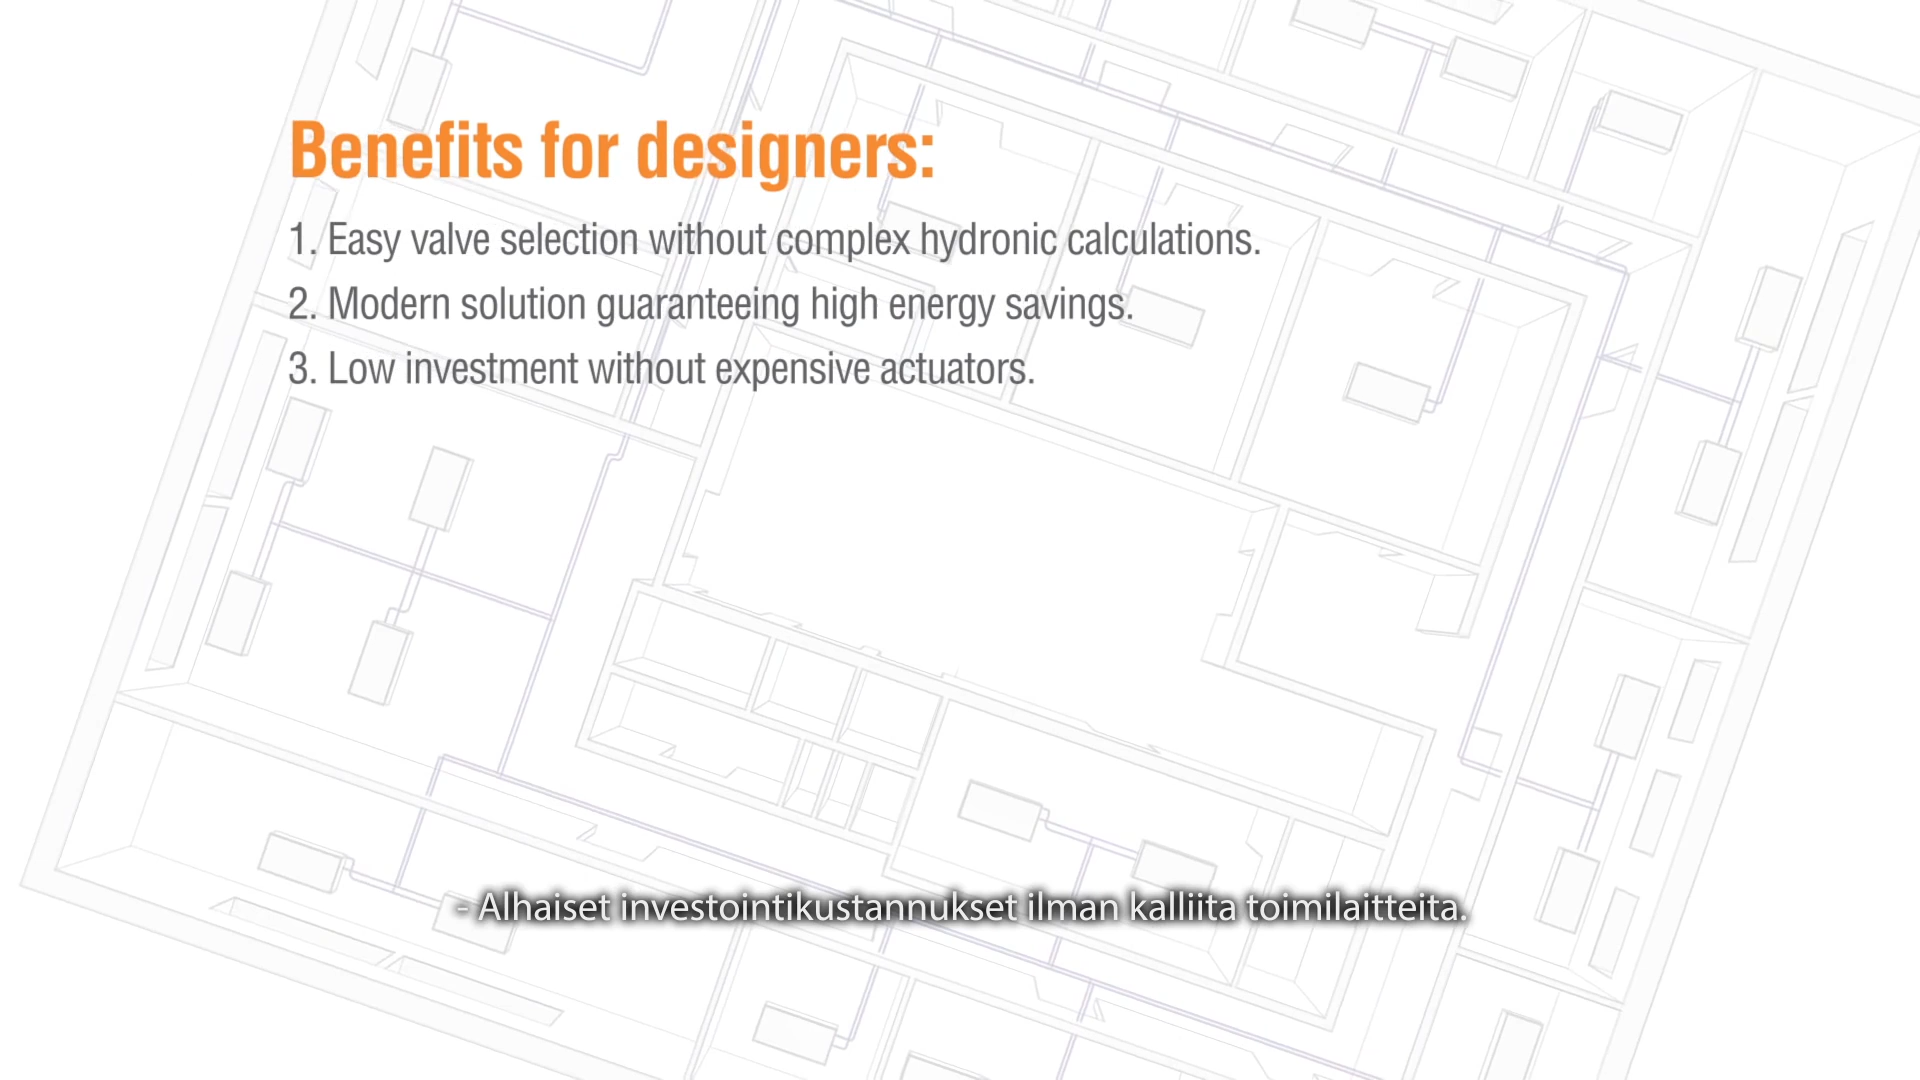 Benefits for designers:
1. Easy valve selection without complex hydronic calculations.
2. Modern solution guaranteeing high energy savings.
3. Low investment without expensive actuators.
- Alhaiset investointikustannukset ilman kalliita toimilaitteita.